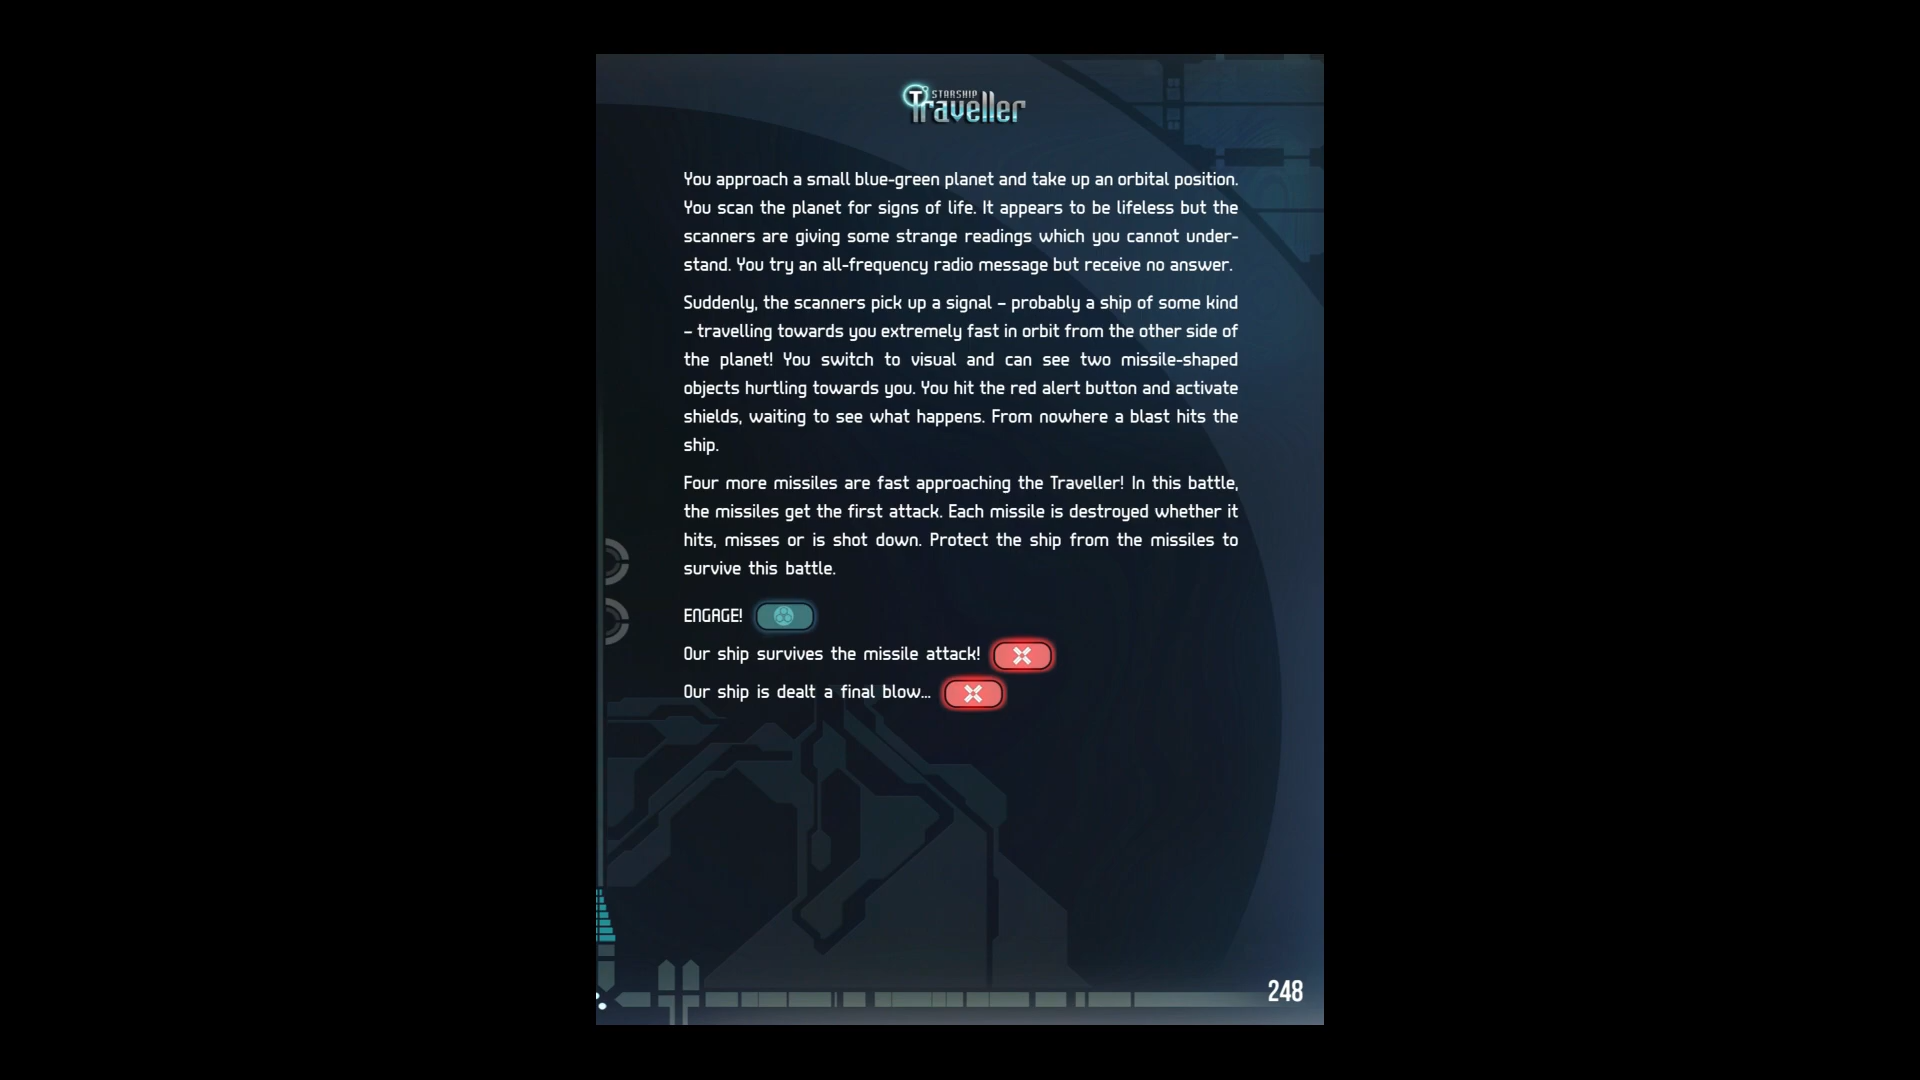 STARSHIP
Traveller
You approach a small blue-green planet and take up an orbital position.
You scan the planet for signs of life. It appears to be lifeless but the
scanners are giving some strange readings which you cannot under-
stand. You try an all-frequency radio message but receive no answer.
Suddenly, the scanners pick up a signal – probably a ship of some kind
– travelling towards you extremely fast in orbit from the other side of
the planet! You switch to visual and can see two missile-shaped
objects hurtling towards you. You hit the red alert button and activate
shields, waiting to see what happens. From nowhere a blast hits the
ship.
Four more missiles are fast approaching the Traveller! In this battle,
the missiles get the first attack. Each missile is destroyed whether it
hits, misses or is shot down. Protect the ship from the missiles to
survive this battle.
ENGAGE!
Our ship survives the missile attack!
Our ship is dealt a final blow...
248